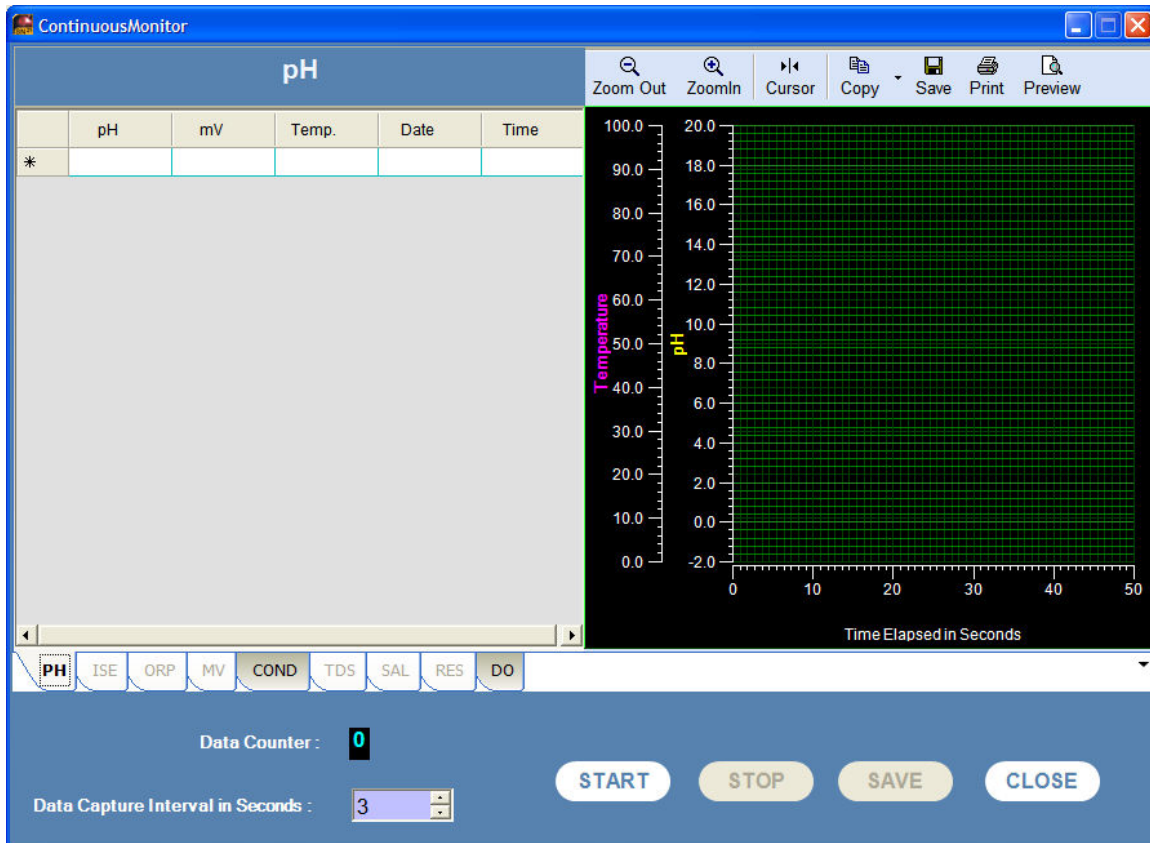 ContinuousMonitor
pH
Zoom Out ZoomIn Cursor Copy Save Print Preview
pH mV Temp. Date Time
*
100.0
90.0
80.0
70.0
60.0
50.0
40.0
30.0
20.0
10.0
0.0
Temperature
20.0
18.0
16.0
14.0
12.0
10.0
8.0
6.0
4.0
2.0
0.0
-2.0
pH
0 10 20 30 40 50
Time Elapsed in Seconds
PH ISE ORP MV COND TDS SAL RES DO
Data Counter : 0
Data Capture Interval in Seconds : 3
START STOP SAVE CLOSE